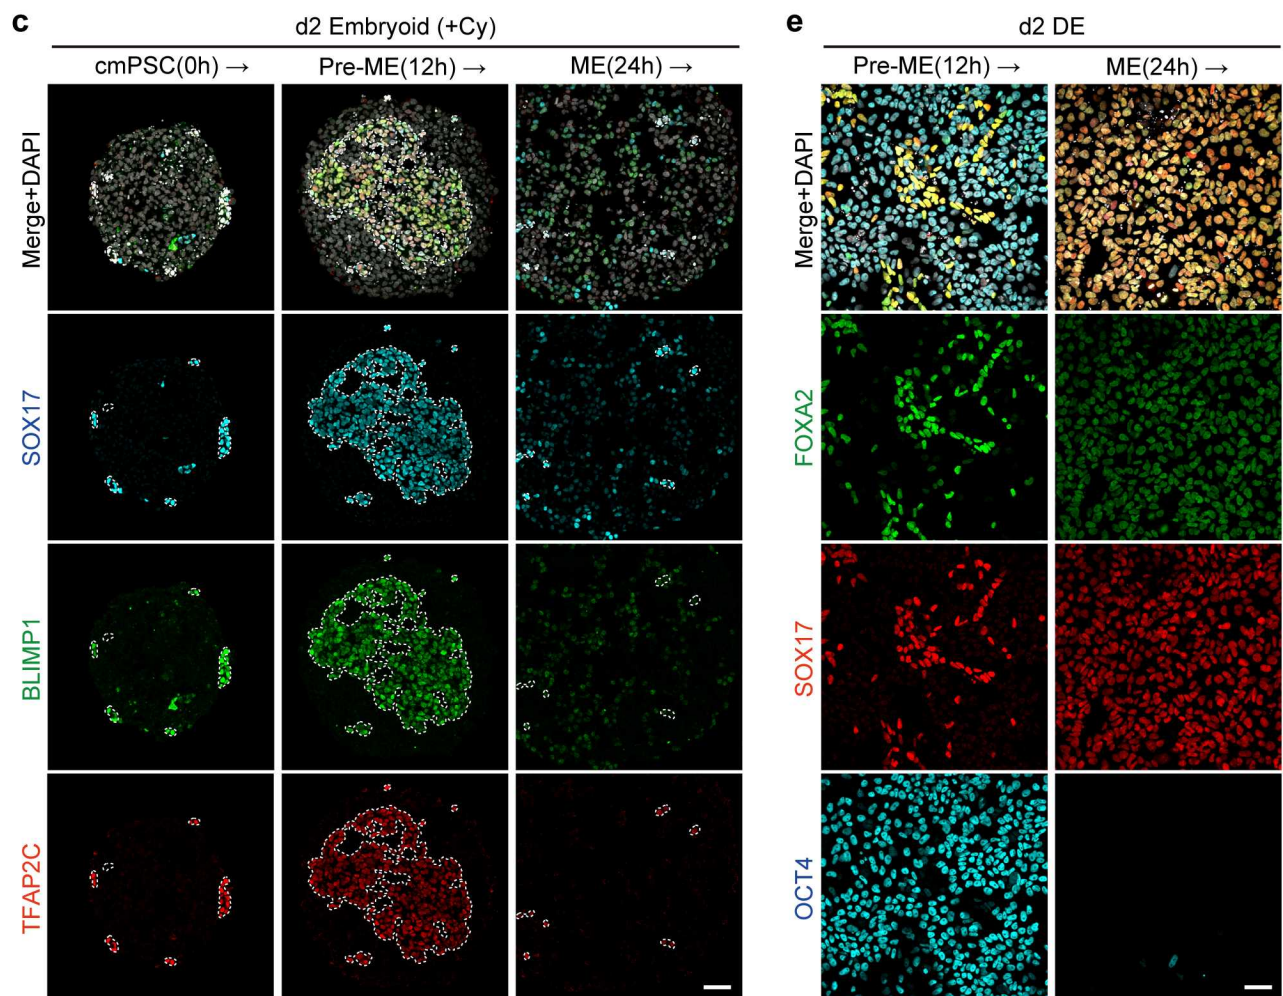 c
d2 Embryoid (+Cy)
cmPSC(0h) → Pre-ME(12h) → ME(24h) →
Merge+DAPI
SOX17
BLIMP1
TFAP2C
e
d2 DE
Pre-ME(12h) → ME(24h) →
Merge+DAPI
FOXA2
SOX17
OCT4